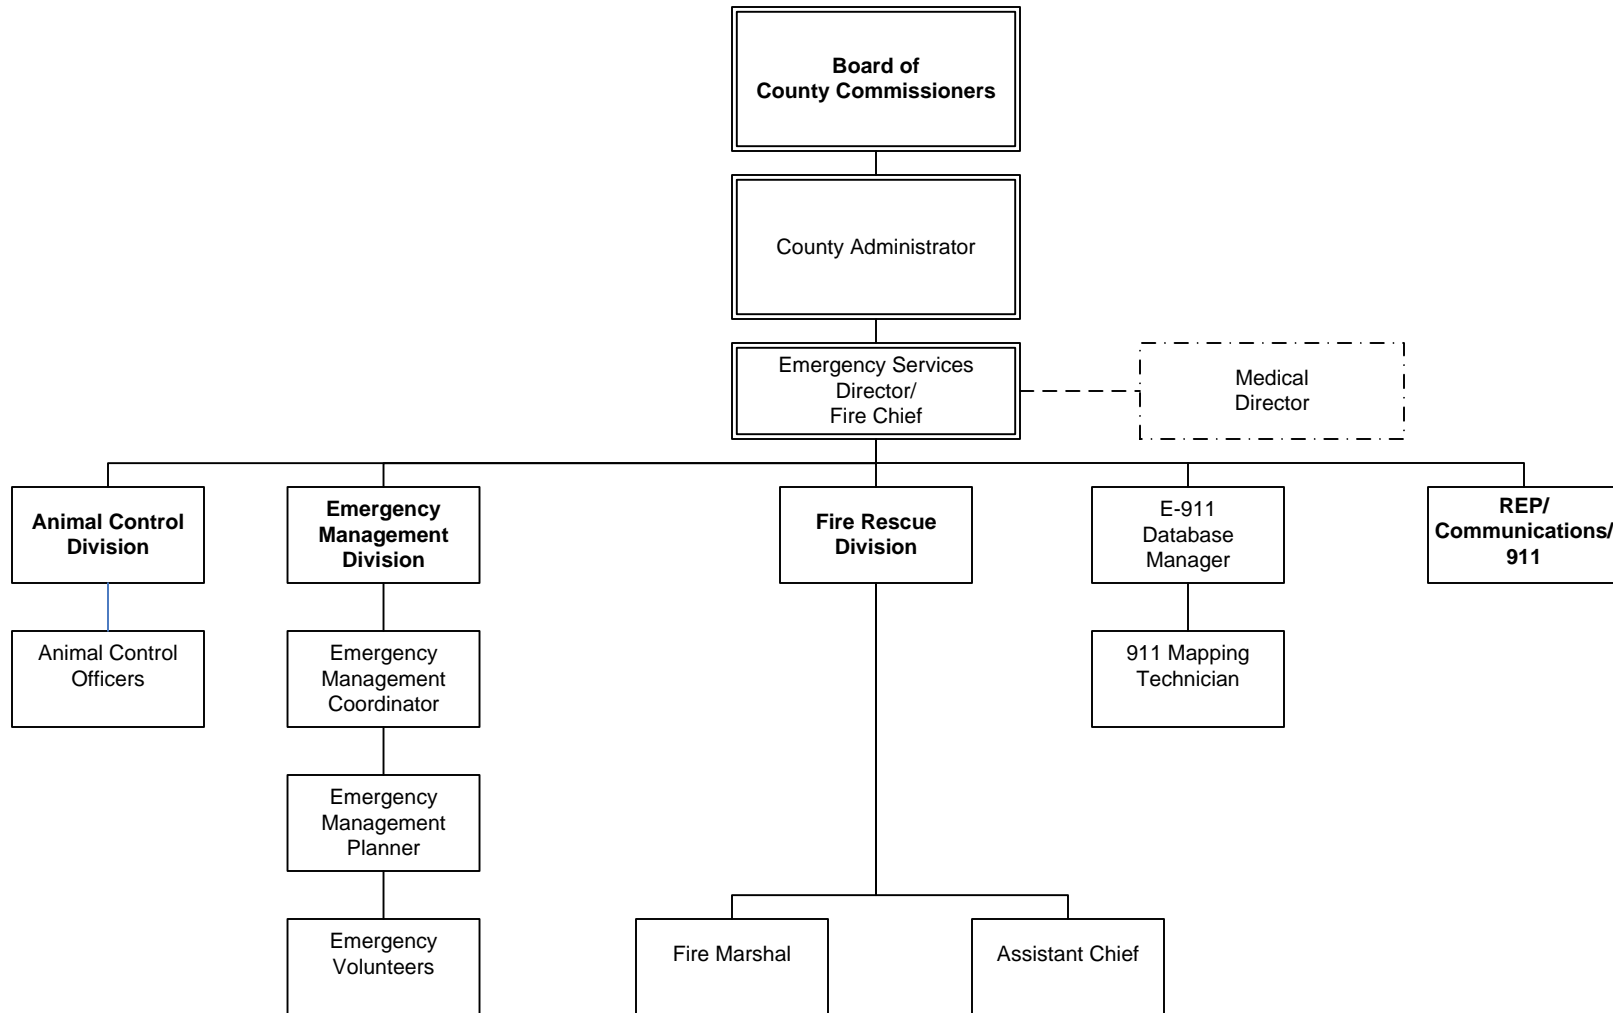 Board of
County Commissioners
County Administrator
Emergency Services
Director/
Fire Chief
Medical
Director
Animal Control
Division
Emergency
Management
Division
Fire Rescue
Division
E-911
Database
Manager
REP/
Communications/
911
Animal Control
Officers
Emergency
Management
Coordinator
911 Mapping
Technician
Emergency
Management
Planner
Emergency
Volunteers
Fire Marshal
Assistant Chief